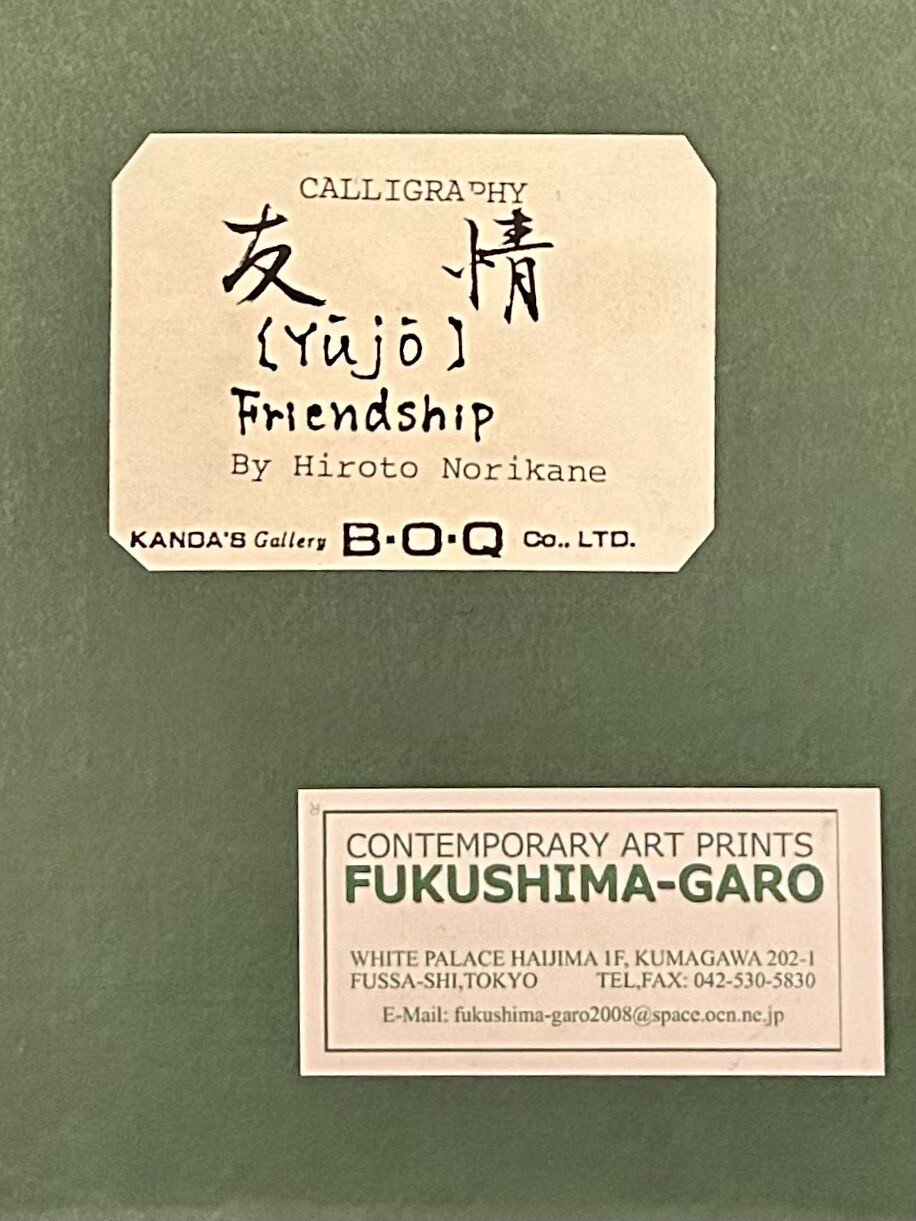 CALLIGRAPHY
友 情
[Yūjō]
Friendship
By Hiroto Norikane
KANDA'S Gallery B·O·Q Co., LTD.
R
CONTEMPORARY ART PRINTS
FUKUSHIMA-GARO
WHITE PALACE HAIJIMA 1F, KUMAGAWA 202-1
FUSSA-SHI,TOKYO TEL,FAX: 042-530-5830
E-Mail: fukushima-garo2008@space.ocn.ne.jp